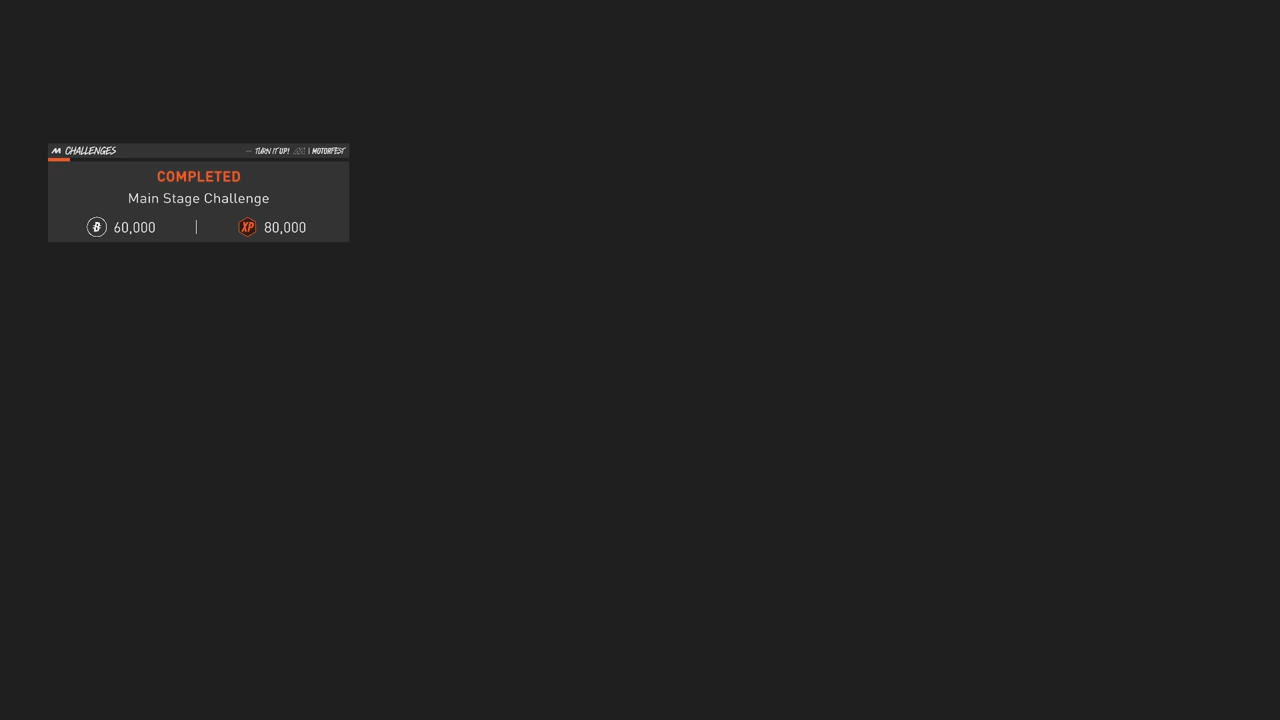 CHALLENGES
TURN IT UP! | MOTORFEST
COMPLETED
Main Stage Challenge
60,000 | XP 80,000